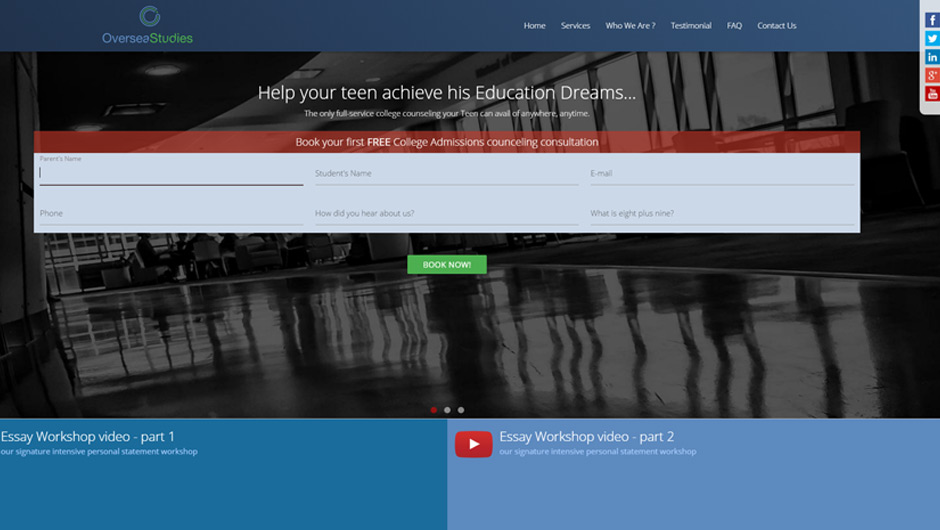 OverseaStudies
Home Services Who We Are ? Testimonial FAQ Contact Us
Help your teen achieve his Education Dreams...
The only full-service college counseling your Teen can avail of anywhere, anytime.
Book your first FREE College Admissions counceling consultation
Parent's Name
Student's Name
E-mail
Phone
How did you hear about us?
What is eight plus nine?
BOOK NOW!
Essay Workshop video - part 1
our signature intensive personal statement workshop
Essay Workshop video - part 2
our signature intensive personal statement workshop